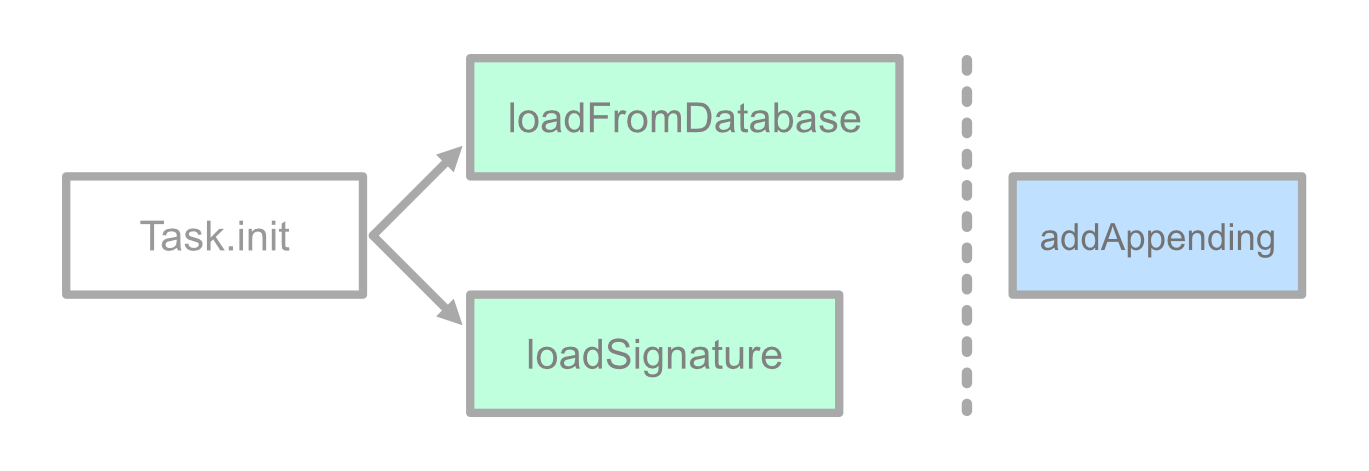 Task.init
loadFromDatabase
loadSignature
addAppending